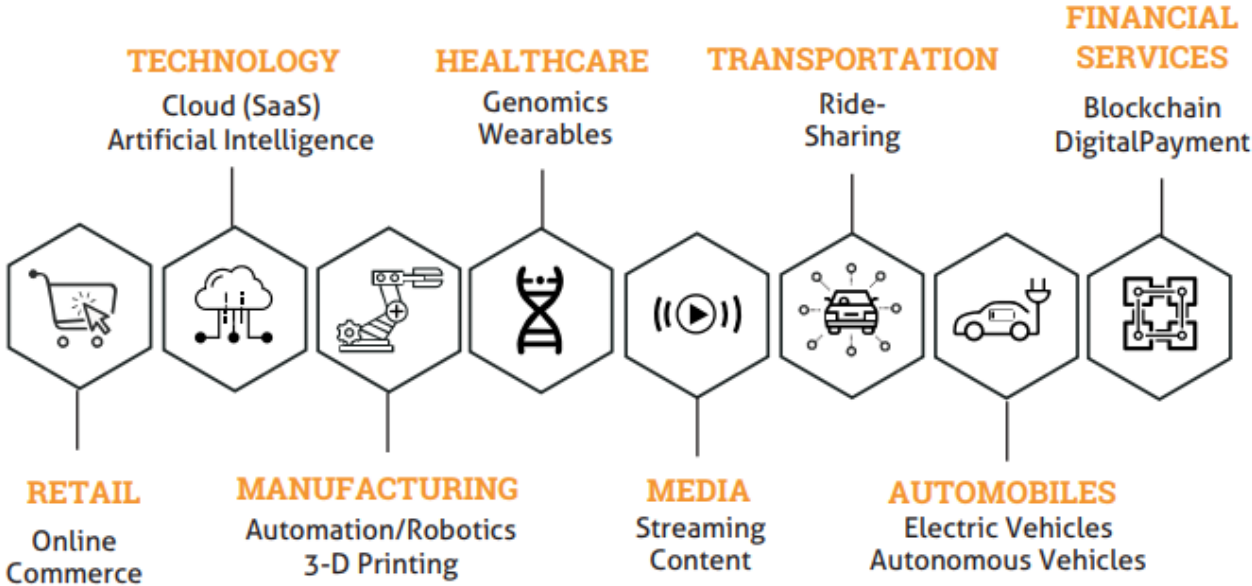 TECHNOLOGY
Cloud (SaaS)
Artificial Intelligence
HEALTHCARE
Genomics
Wearables
TRANSPORTATION
Ride-
Sharing
FINANCIAL
SERVICES
Blockchain
DigitalPayment
RETAIL
Online
Commerce
MANUFACTURING
Automation/Robotics
3-D Printing
MEDIA
Streaming
Content
AUTOMOBILES
Electric Vehicles
Autonomous Vehicles